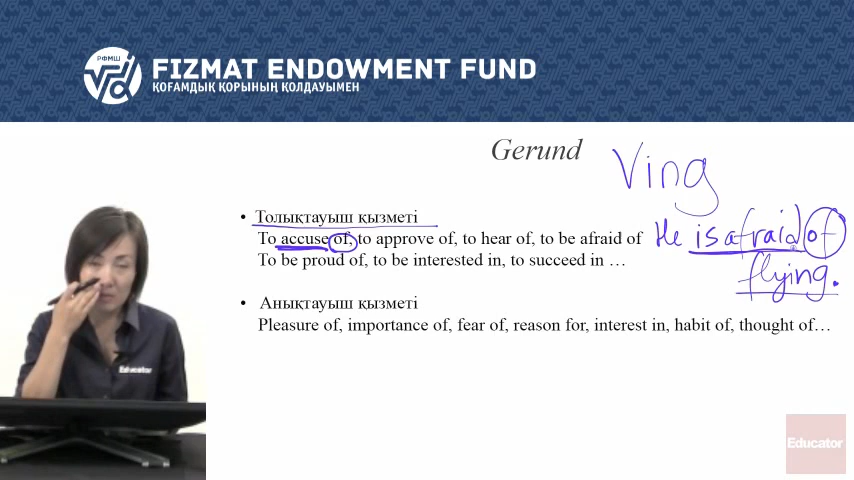 РФМШ
FIZMAT ENDOWMENT FUND
ҚОҒАМДЫҚ ҚОРЫНЫҢ ҚОЛДАУЫМЕН
Gerund
Ving
• Толықтауыш қызметі
To accuse of, to approve of, to hear of, to be afraid of
He is afraid of
To be proud of, to be interested in, to succeed in …
flying.
• Анықтауыш қызметі
Pleasure of, importance of, fear of, reason for, interest in, habit of, thought of…
Educator
Educator